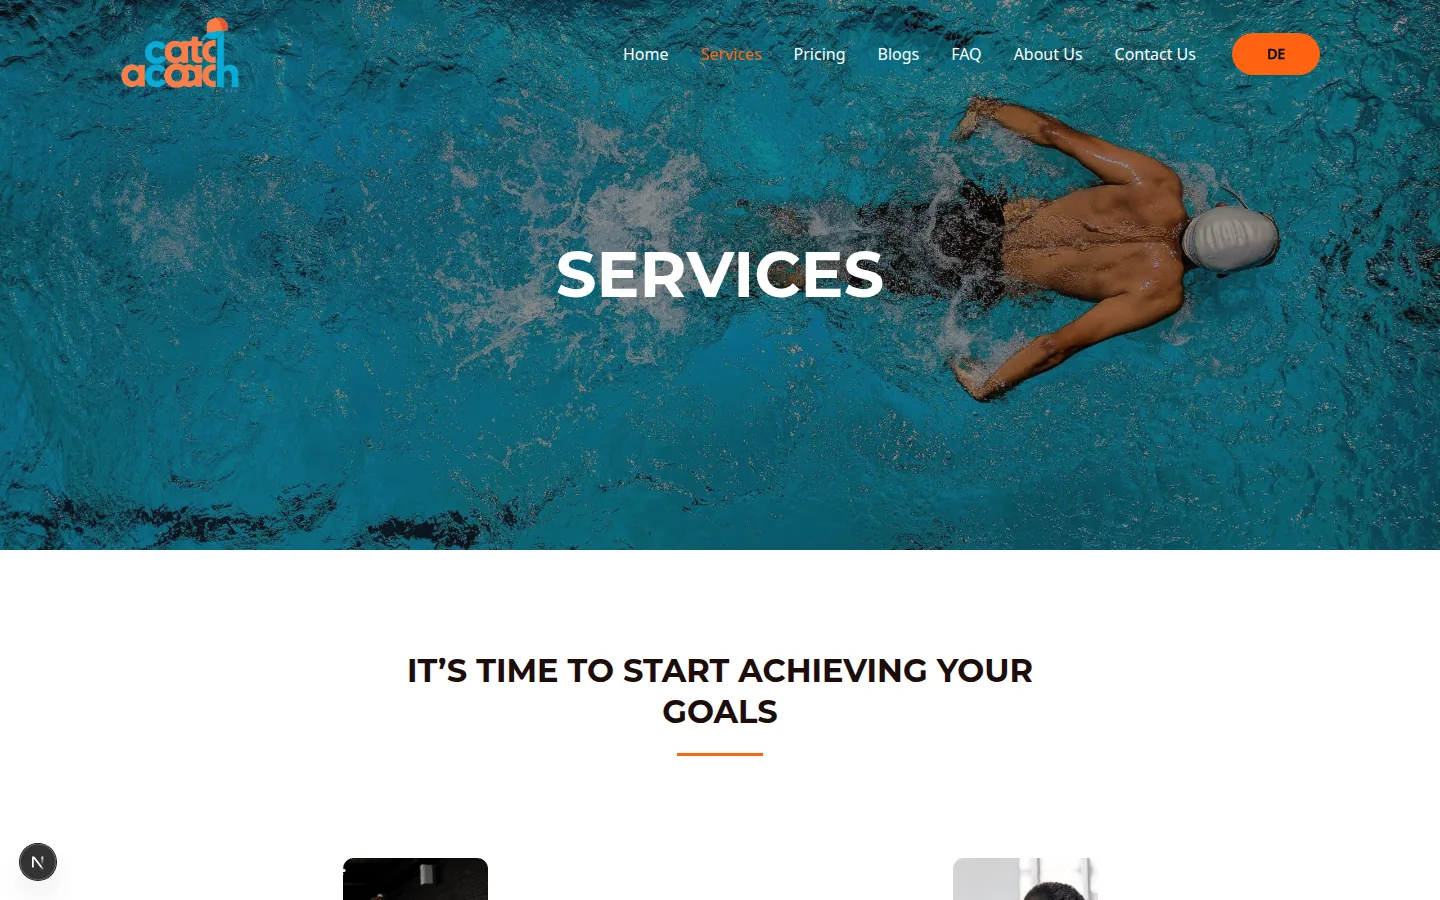 catch
acoach
Home
Services
Pricing
Blogs
FAQ
About Us
Contact Us
DE
SERVICES
IT’S TIME TO START ACHIEVING YOUR
GOALS
N